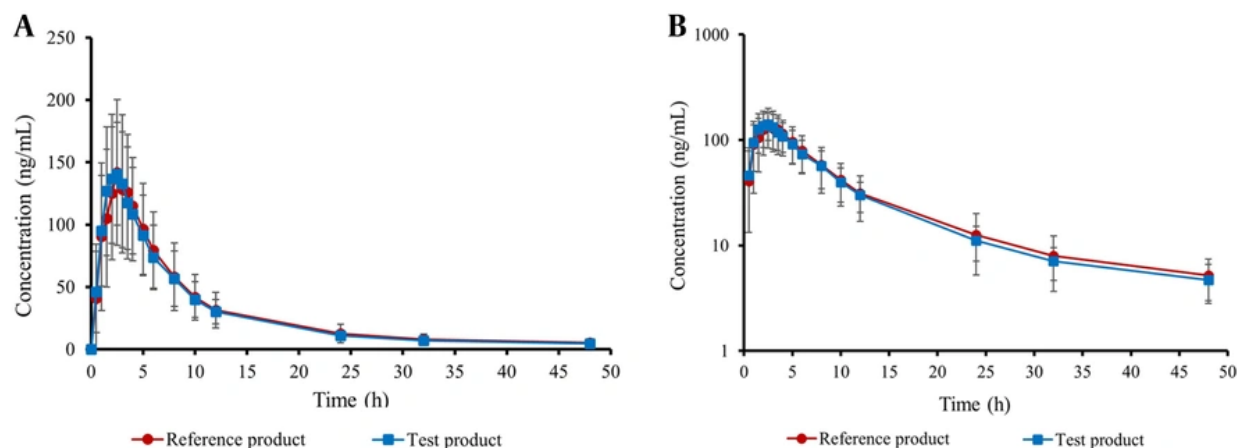 A
Concentration (ng/mL)
250
200
150
100
50
0
0 5 10 15 20 25 30 35 40 45 50
Time (h)
Reference product Test product
B
Concentration (ng/mL)
1000
100
10
1
0 5 10 15 20 25 30 35 40 45 50
Time (h)
Reference product Test product